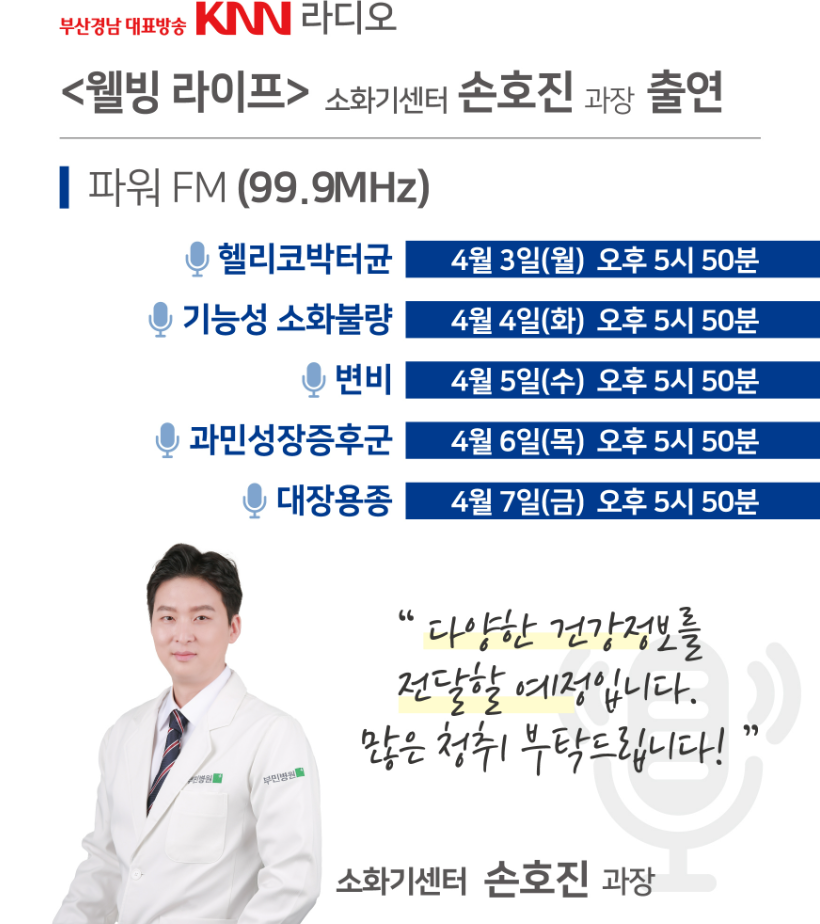 부산경남 대표방송 KNN 라디오
<웰빙 라이프> 소화기센터 손호진 과장 출연
파워 FM (99.9MHz)
헬리코박터균 4월 3일(월) 오후 5시 50분
기능성 소화불량 4월 4일(화) 오후 5시 50분
변비 4월 5일(수) 오후 5시 50분
과민성장증후군 4월 6일(목) 오후 5시 50분
대장용종 4월 7일(금) 오후 5시 50분
“ 다양한 건강정보를
전달할 예정입니다.
많은 청취 부탁드립니다! ”
부민병원
소화기센터 손호진 과장